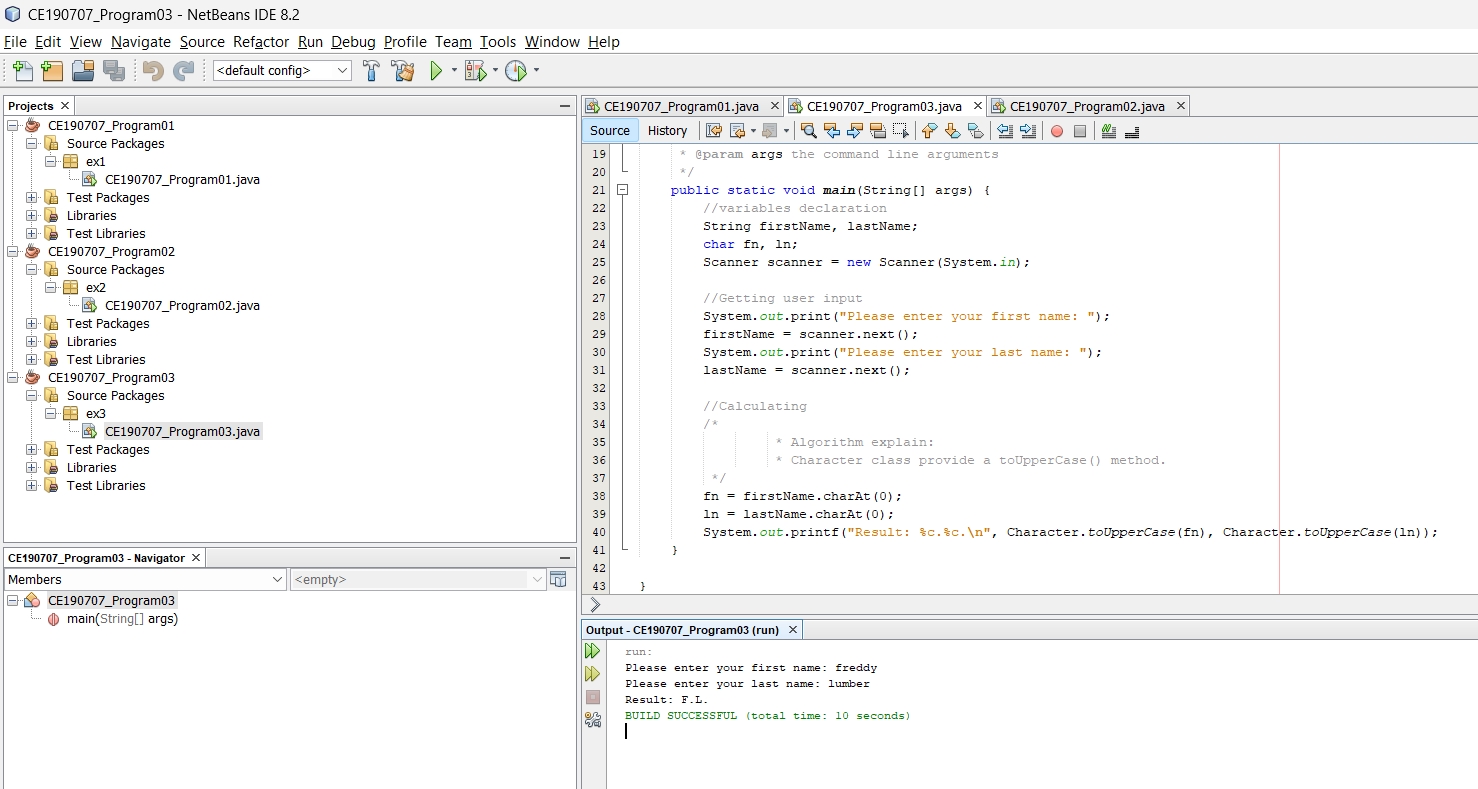 CE190707_Program03 - NetBeans IDE 8.2
File Edit View Navigate Source Refactor Run Debug Profile Team Tools Window Help
<default config>
Projects
CE190707_Program01
Source Packages
ex1
CE190707_Program01.java
Test Packages
Libraries
Test Libraries
CE190707_Program02
Source Packages
ex2
CE190707_Program02.java
Test Packages
Libraries
Test Libraries
CE190707_Program03
Source Packages
ex3
CE190707_Program03.java
Test Packages
Libraries
Test Libraries
CE190707_Program03 - Navigator
Members <empty>
CE190707_Program03
main(String[] args)
CE190707_Program01.java CE190707_Program03.java CE190707_Program02.java
Source History
19 * @param args the command line arguments
20 */
21 public static void main(String[] args) {
22 //variables declaration
23 String firstName, lastName;
24 char fn, ln;
25 Scanner scanner = new Scanner(System.in);
26
27 //Getting user input
28 System.out.print("Please enter your first name: ");
29 firstName = scanner.next();
30 System.out.print("Please enter your last name: ");
31 lastName = scanner.next();
32
33 //Calculating
34 /*
35 * Algorithm explain:
36 * Character class provide a toUpperCase() method.
37 */
38 fn = firstName.charAt(0);
39 ln = lastName.charAt(0);
40 System.out.printf("Result: %c.%c.\n", Character.toUpperCase(fn), Character.toUpperCase(ln));
41 }
42
43 }
Output - CE190707_Program03 (run)
run:
Please enter your first name: freddy
Please enter your last name: lumber
Result: F.L.
BUILD SUCCESSFUL (total time: 10 seconds)